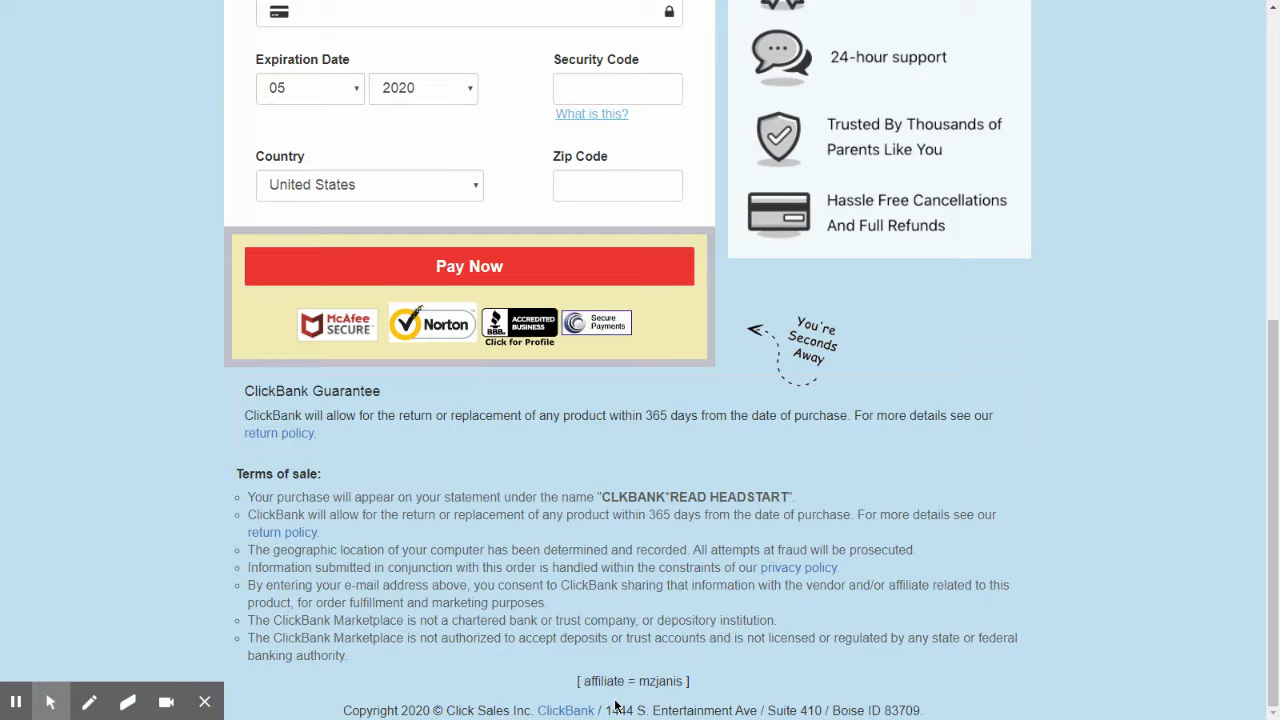 24-hour support
Expiration Date
Security Code
05
2020
What is this?
Trusted By Thousands of
Parents Like You
Country
Zip Code
United States
Hassle Free Cancellations
And Full Refunds
Pay Now
McAfee
SECURE
Norton
BBB
ACCREDITED
BUSINESS
Click for Profile
Secure
Payments
You're
Seconds
Away
ClickBank Guarantee
ClickBank will allow for the return or replacement of any product within 365 days from the date of purchase. For more details see our
return policy.
Terms of sale:
Your purchase will appear on your statement under the name "CLKBANK*READ HEADSTART".
ClickBank will allow for the return or replacement of any product within 365 days from the date of purchase. For more details see our
return policy.
The geographic location of your computer has been determined and recorded. All attempts at fraud will be prosecuted.
Information submitted in conjunction with this order is handled within the constraints of our privacy policy.
By entering your e-mail address above, you consent to ClickBank sharing that information with the vendor and/or affiliate related to this
product, for order fulfillment and marketing purposes.
The ClickBank Marketplace is not a chartered bank or trust company, or depository institution.
The ClickBank Marketplace is not authorized to accept deposits or trust accounts and is not licensed or regulated by any state or federal
banking authority.
[ affiliate = mzjanis ]
Copyright 2020 © Click Sales Inc. ClickBank / 1444 S. Entertainment Ave / Suite 410 / Boise ID 83709.